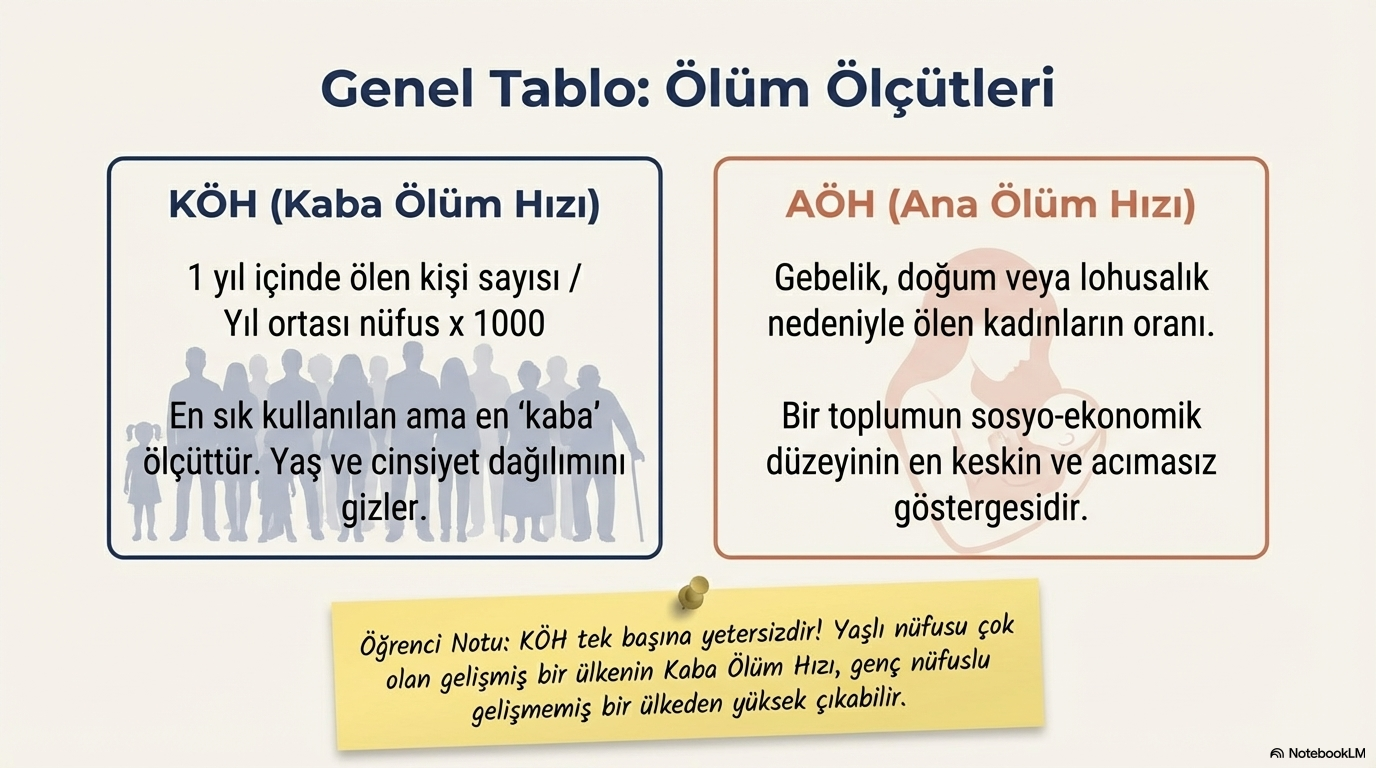 Genel Tablo: Ölüm Ölçütleri
KÖH (Kaba Ölüm Hızı)
1 yıl içinde ölen kişi sayısı /
Yıl ortası nüfus x 1000
En sık kullanılan ama en ‘kaba’
ölçüttür. Yaş ve cinsiyet dağılımını
gizler.
AÖH (Ana Ölüm Hızı)
Gebelik, doğum veya lohusalık
nedeniyle ölen kadınların oranı.
Bir toplumun sosyo-ekonomik
düzeyinin en keskin ve acımasız
göstergesidir.
Öğrenci Notu: KÖH tek başına yetersizdir! Yaşlı nüfusu çok
olan gelişmiş bir ülkenin Kaba Ölüm Hızı, genç nüfuslu
gelişmemiş bir ülkeden yüksek çıkabilir.
NotebookLM